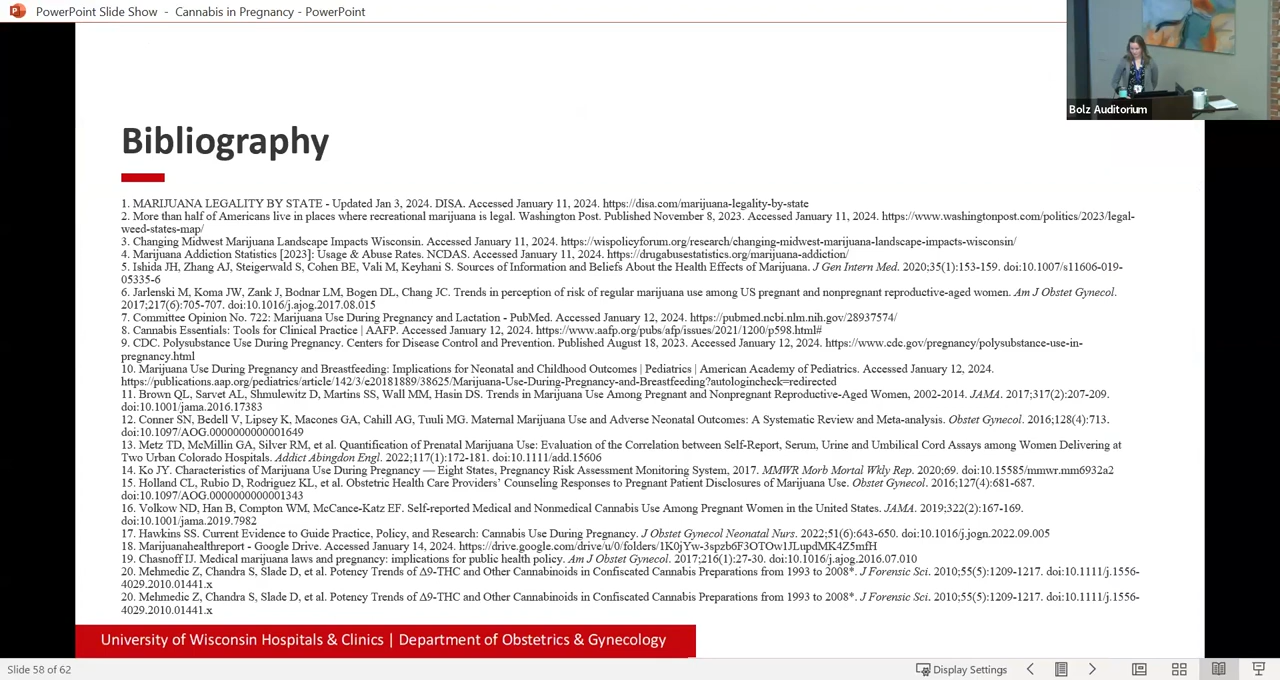 PowerPoint Slide Show - Cannabis in Pregnancy - PowerPoint
Bolz Auditorium
Bibliography
1. MARIJUANA LEGALITY BY STATE - Updated Jan 3, 2024. DISA. Accessed January 11, 2024. https://disa.com/marijuana-legality-by-state
2. More than half of Americans live in places where recreational marijuana is legal. Washington Post. Published November 8, 2023. Accessed January 11, 2024. https://www.washingtonpost.com/politics/2023/legal-
weed-states-map/
3. Changing Midwest Marijuana Landscape Impacts Wisconsin. Accessed January 11, 2024. https://wispolicyforum.org/research/changing-midwest-marijuana-landscape-impacts-wisconsin/
4. Marijuana Addiction Statistics [2023]: Usage & Abuse Rates. NCDAS. Accessed January 11, 2024. https://drugabusestatistics.org/marijuana-addiction/
5. Ishida JH, Zhang AJ, Steigerwald S, Cohen BE, Vali M, Keyhani S. Sources of Information and Beliefs About the Health Effects of Marijuana. J Gen Intern Med. 2020;35(1):153-159. doi:10.1007/s11606-019-
05335-6
6. Jarlenski M, Koma JW, Zank J, Bodnar LM, Bogen DL, Chang JC. Trends in perception of risk of regular marijuana use among US pregnant and nonpregnant reproductive-aged women. Am J Obstet Gynecol.
2017;217(6):705-707. doi:10.1016/j.ajog.2017.08.015
7. Committee Opinion No. 722: Marijuana Use During Pregnancy and Lactation - PubMed. Accessed January 12, 2024. https://pubmed.ncbi.nlm.nih.gov/28937574/
8. Cannabis Essentials: Tools for Clinical Practice | AAFP. Accessed January 12, 2024. https://www.aafp.org/pubs/afp/issues/2021/1200/p598.html#
9. CDC. Polysubstance Use During Pregnancy. Centers for Disease Control and Prevention. Published August 18, 2023. Accessed January 12, 2024. https://www.cdc.gov/pregnancy/polysubstance-use-in-
pregnancy.html
10. Marijuana Use During Pregnancy and Breastfeeding: Implications for Neonatal and Childhood Outcomes | Pediatrics | American Academy of Pediatrics. Accessed January 12, 2024.
https://publications.aap.org/pediatrics/article/142/3/e20181889/38625/Marijuana-Use-During-Pregnancy-and-Breastfeeding?autologincheck=redirected
11. Brown QL, Sarvet AL, Shmulewitz D, Martins SS, Wall MM, Hasin DS. Trends in Marijuana Use Among Pregnant and Nonpregnant Reproductive-Aged Women, 2002-2014. JAMA. 2017;317(2):207-209.
doi:10.1001/jama.2016.17383
12. Conner SN, Bedell V, Lipsey K, Macones GA, Cahill AG, Tuuli MG. Maternal Marijuana Use and Adverse Neonatal Outcomes: A Systematic Review and Meta-analysis. Obstet Gynecol. 2016;128(4):713.
doi:10.1097/AOG.0000000000001649
13. Metz TD, McMillin GA, Silver RM, et al. Quantification of Prenatal Marijuana Use: Evaluation of the Correlation between Self-Report, Serum, Urine and Umbilical Cord Assays among Women Delivering at
Two Urban Colorado Hospitals. Addict Abingdon Engl. 2022;117(1):172-181. doi:10.1111/add.15606
14. Ko JY. Characteristics of Marijuana Use During Pregnancy — Eight States, Pregnancy Risk Assessment Monitoring System, 2017. MMWR Morb Mortal Wkly Rep. 2020;69. doi:10.15585/mmwr.mm6932a2
15. Holland CL, Rubio D, Rodriguez KL, et al. Obstetric Health Care Providers' Counseling Responses to Pregnant Patient Disclosures of Marijuana Use. Obstet Gynecol. 2016;127(4):681-687.
doi:10.1097/AOG.0000000000001343
16. Volkow ND, Han B, Compton WM, McCance-Katz EF. Self-reported Medical and Nonmedical Cannabis Use Among Pregnant Women in the United States. JAMA. 2019;322(2):167-169.
doi:10.1001/jama.2019.7982
17. Hawkins SS. Current Evidence to Guide Practice, Policy, and Research: Cannabis Use During Pregnancy. J Obstet Gynecol Neonatal Nurs. 2022;51(6):643-650. doi:10.1016/j.jogn.2022.09.005
18. Marijuanahealthreport - Google Drive. Accessed January 14, 2024. https://drive.google.com/drive/u/0/folders/1K0jYw-3spzb6F3OTOw1JLupdMK4Z5mfH
19. Chasnoff IJ. Medical marijuana laws and pregnancy: implications for public health policy. Am J Obstet Gynecol. 2017;216(1):27-30. doi:10.1016/j.ajog.2016.07.010
20. Mehmedic Z, Chandra S, Slade D, et al. Potency Trends of Δ9-THC and Other Cannabinoids in Confiscated Cannabis Preparations from 1993 to 2008*. J Forensic Sci. 2010;55(5):1209-1217. doi:10.1111/j.1556-
4029.2010.01441.x
20. Mehmedic Z, Chandra S, Slade D, et al. Potency Trends of Δ9-THC and Other Cannabinoids in Confiscated Cannabis Preparations from 1993 to 2008*. J Forensic Sci. 2010;55(5):1209-1217. doi:10.1111/j.1556-
4029.2010.01441.x
University of Wisconsin Hospitals & Clinics | Department of Obstetrics & Gynecology
Slide 58 of 62
Display Settings